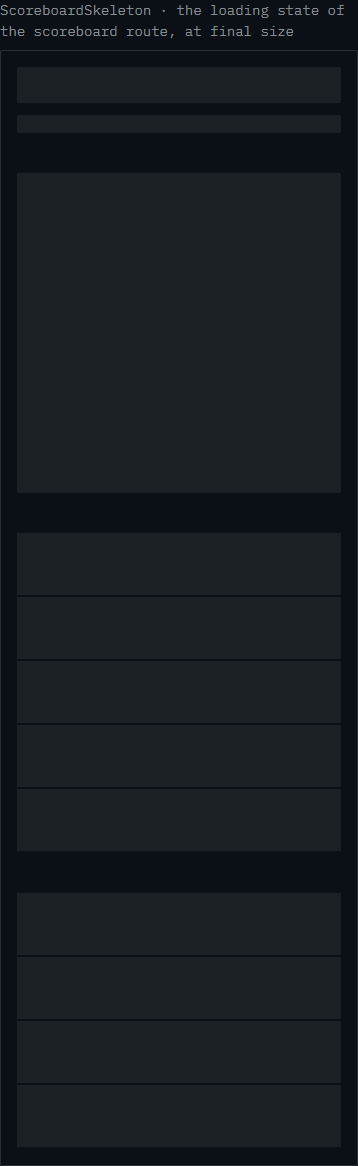 ScoreboardSkeleton · the loading state of
the scoreboard route, at final size